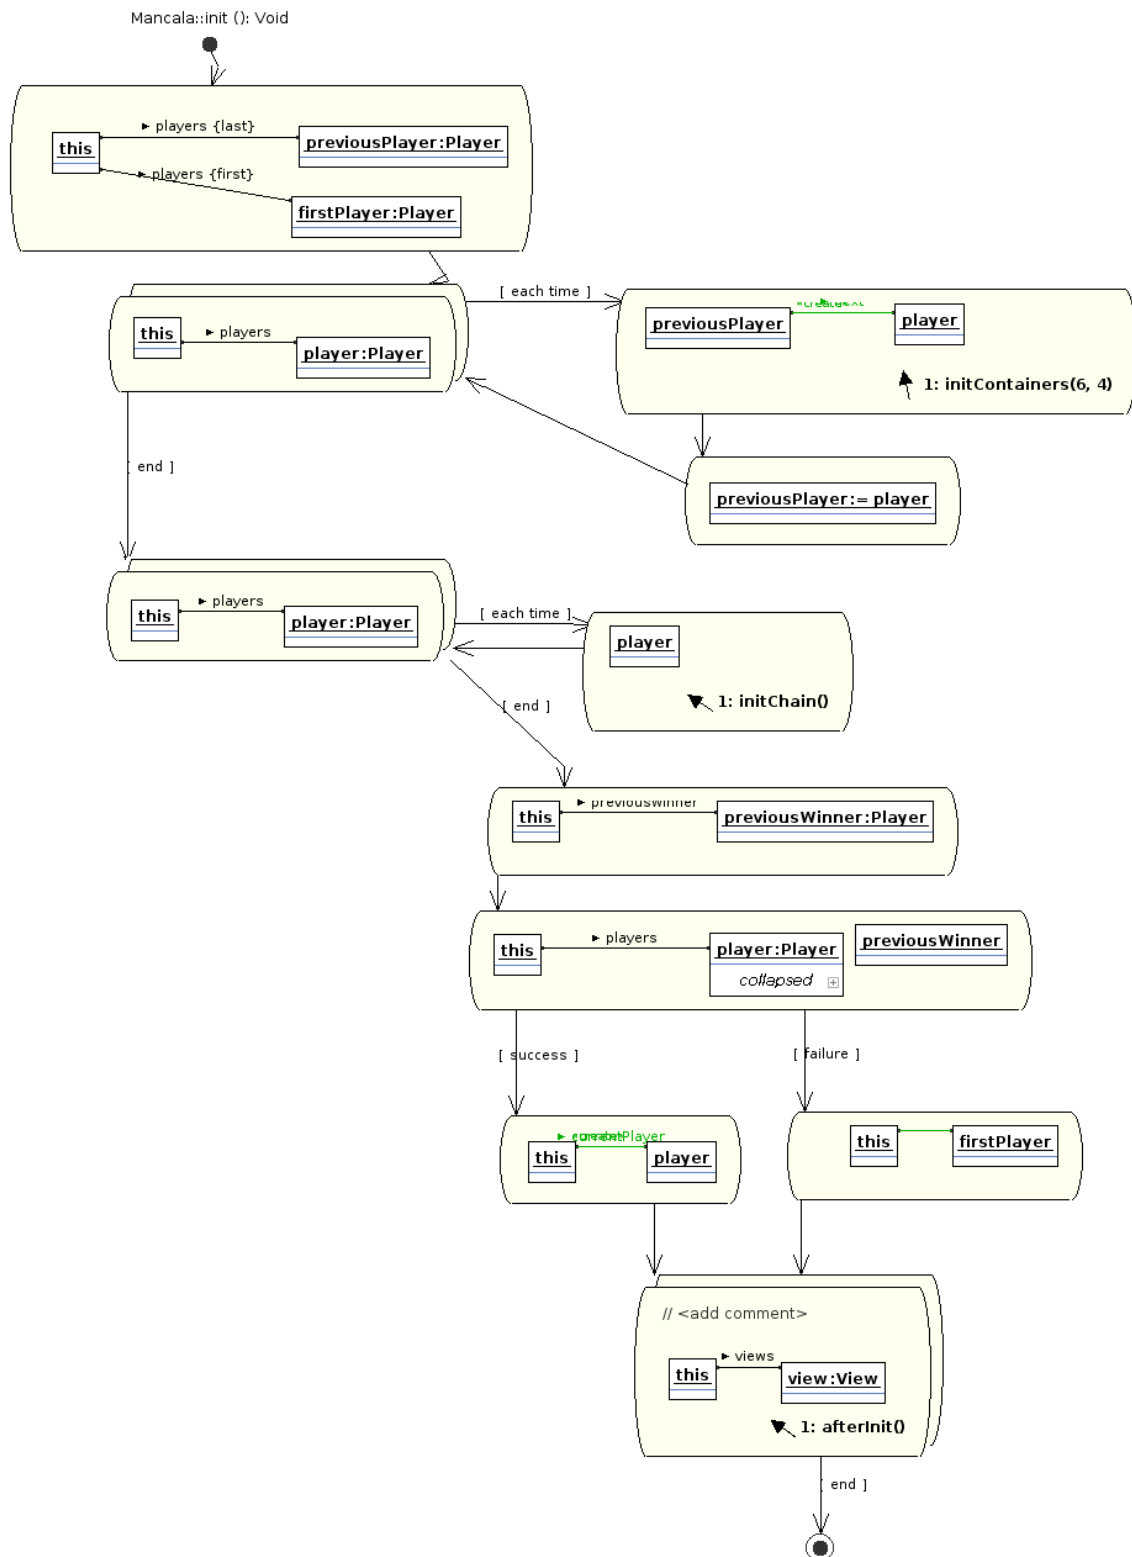 Mancala::init (): Void
► players {last}
this
previousPlayer:Player
► players {first}
firstPlayer:Player
[ each time ]
this
► players
player:Player
previousPlayer
player
1: initContainers(6, 4)
[ end ]
previousPlayer:= player
this
► players
player:Player
[ each time ]
player
1: initChain()
[ end ]
this
► previousWinner
previousWinner:Player
this
► players
player:Player
collapsed
previousWinner
[ success ]
[ failure ]
► currentPlayer
this
player
this
firstPlayer
// <add comment>
► views
this
view:View
1: afterInit()
[ end ]